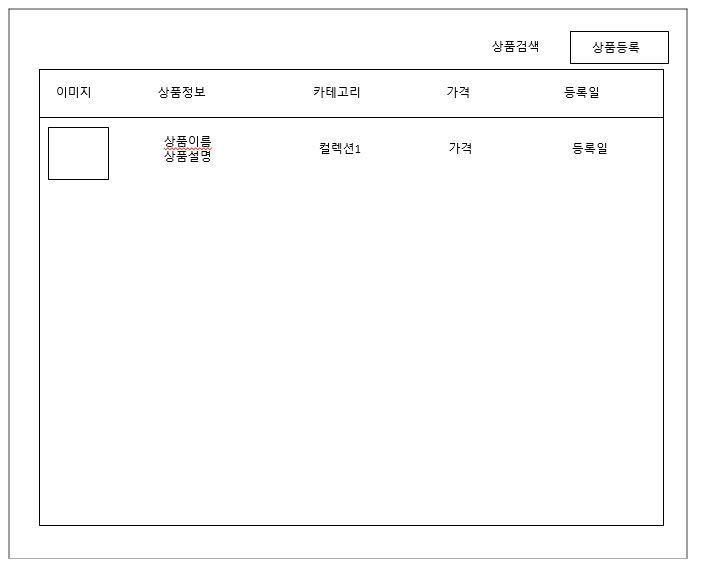 상품검색 상품등록
이미지 상품정보 카테고리 가격 등록일
상품이름
상품설명
컬렉션1 가격 등록일